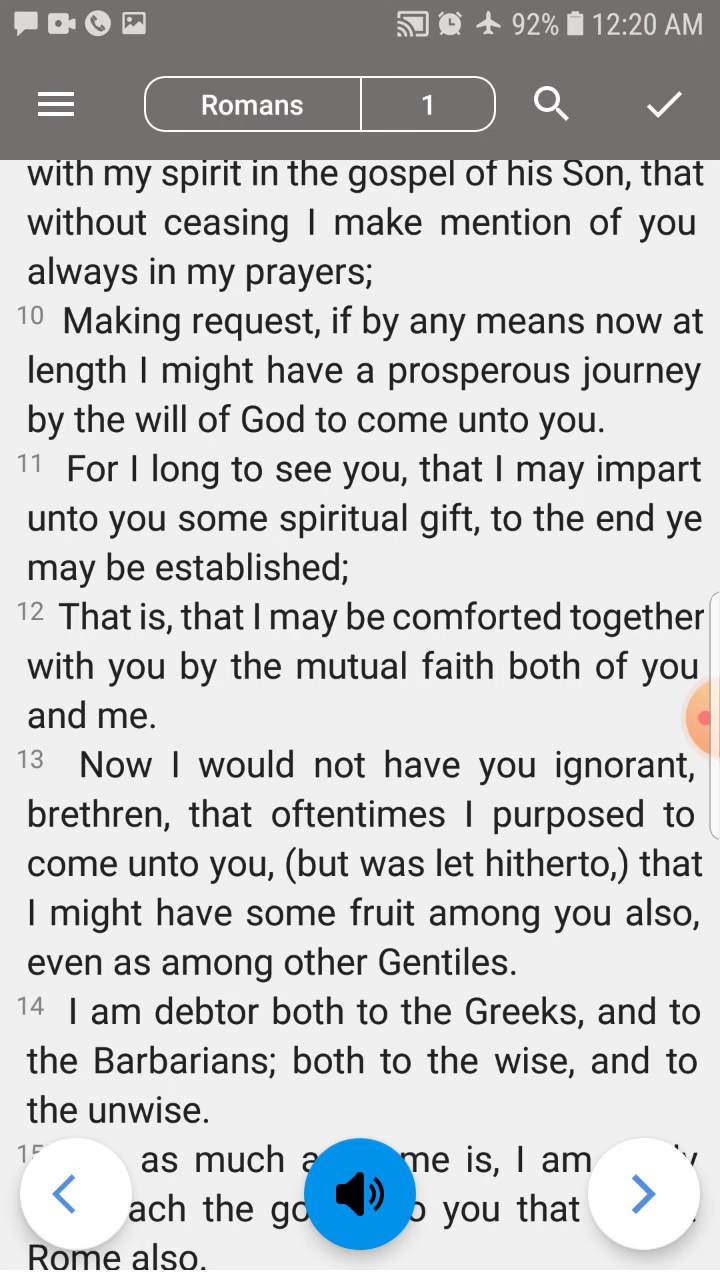 92% 12:20 AM
Romans 1
with my spirit in the gospel of his Son, that
without ceasing I make mention of you
always in my prayers;
10 Making request, if by any means now at
length I might have a prosperous journey
by the will of God to come unto you.
11 For I long to see you, that I may impart
unto you some spiritual gift, to the end ye
may be established;
12 That is, that I may be comforted together
with you by the mutual faith both of you
and me.
13 Now I would not have you ignorant,
brethren, that oftentimes I purposed to
come unto you, (but was let hitherto,) that
I might have some fruit among you also,
even as among other Gentiles.
14 I am debtor both to the Greeks, and to
the Barbarians; both to the wise, and to
the unwise.
15 as much me is, I am
the you that
Rome also.